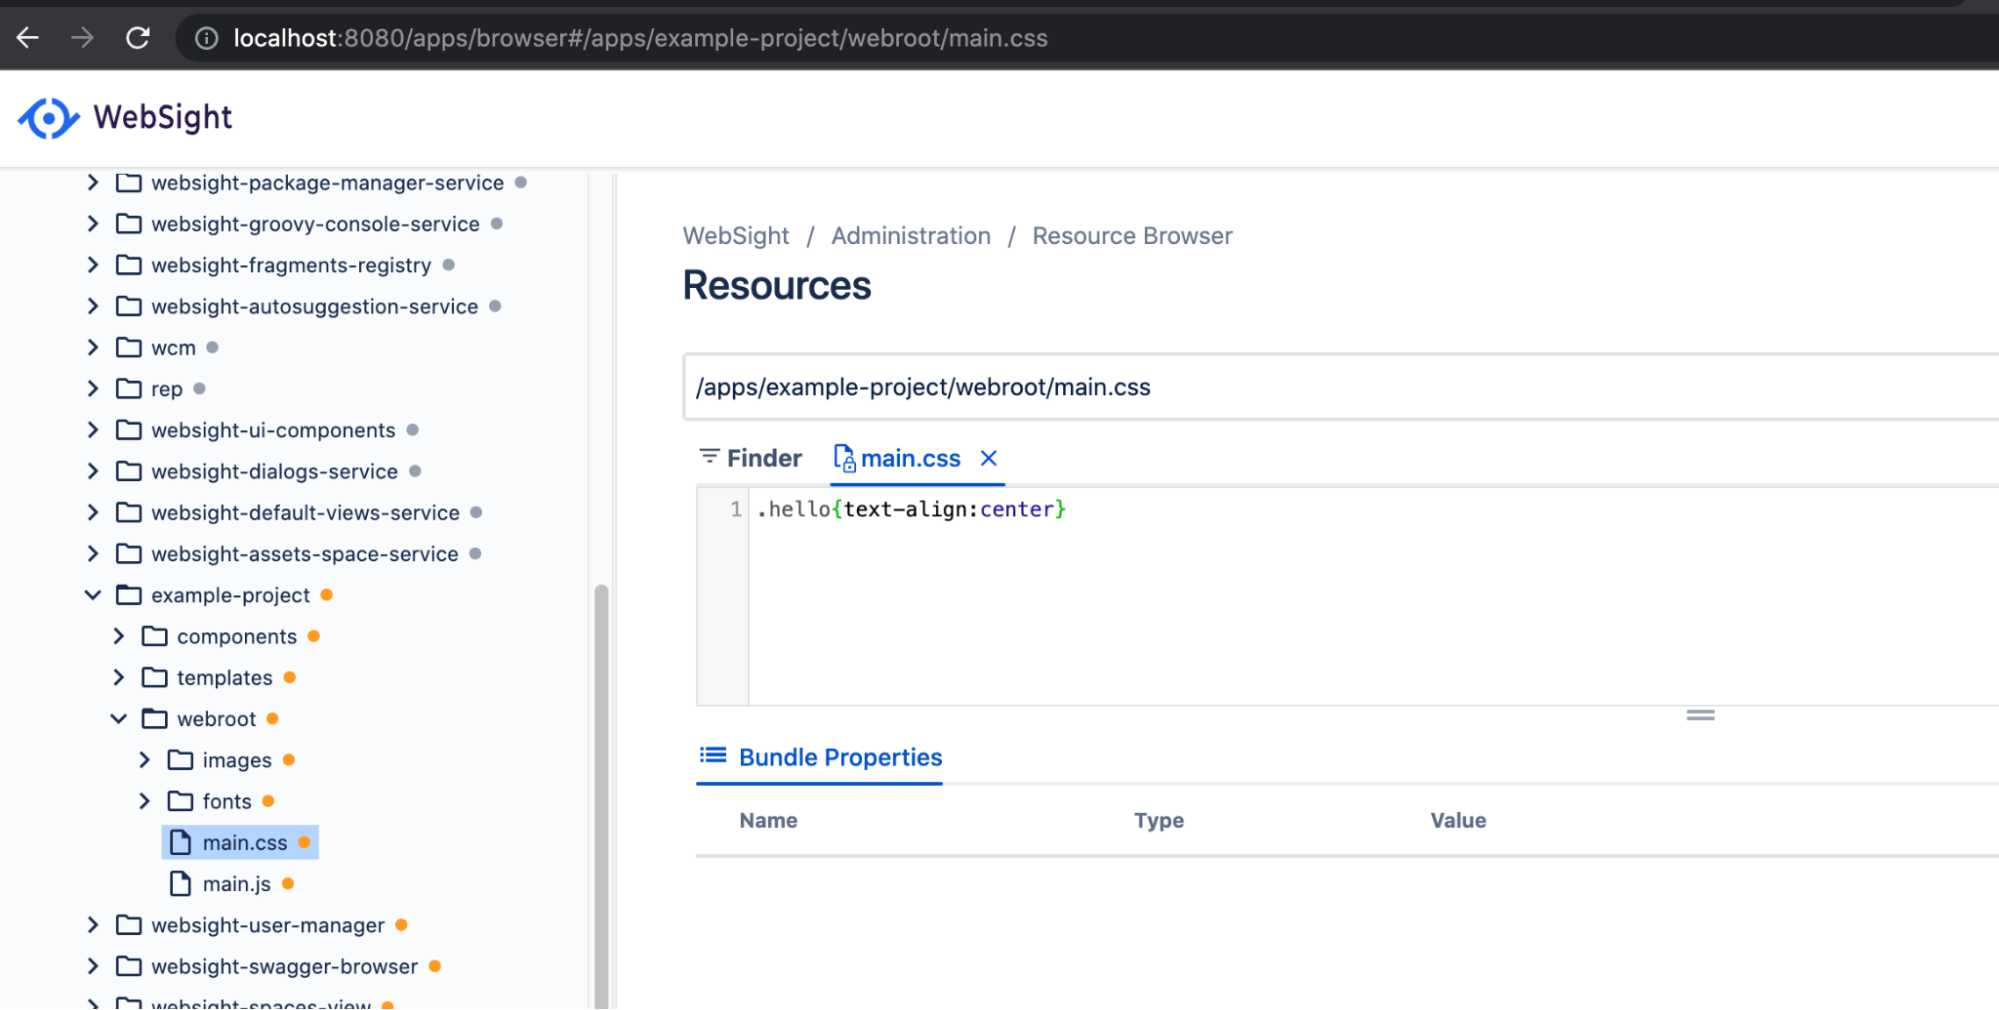 localhost:8080/apps/browser#/apps/example-project/webroot/main.css
WebSight
websight-package-manager-service
websight-groovy-console-service
websight-fragments-registry
websight-autosuggestion-service
wcm
rep
websight-ui-components
websight-dialogs-service
websight-default-views-service
websight-assets-space-service
example-project
components
templates
webroot
images
fonts
main.css
main.js
websight-user-manager
websight-swagger-browser
websight-spaces-view
WebSight / Administration / Resource Browser
Resources
/apps/example-project/webroot/main.css
Finder main.css
1 .hello{text-align:center}
Bundle Properties
Name Type Value